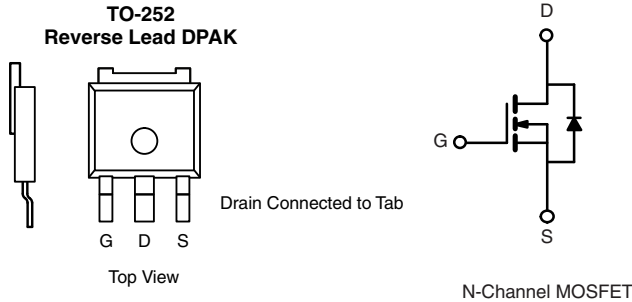 TO-252
Reverse Lead DPAK
Drain Connected to Tab
G D S
Top View
D
G
S
N-Channel MOSFET